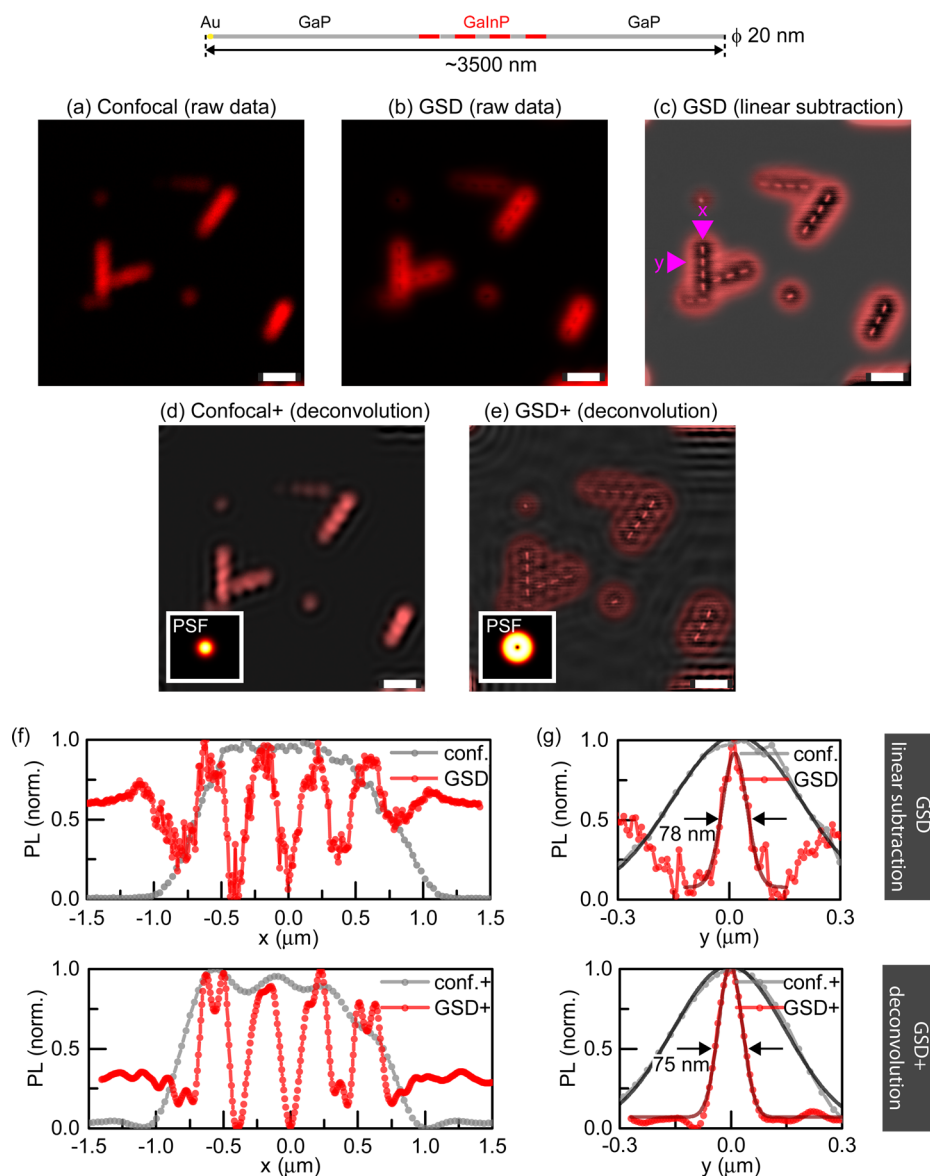 Au GaP GaInP GaP
ϕ 20 nm
~3500 nm
(a) Confocal (raw data) (b) GSD (raw data) (c) GSD (linear subtraction)
x
y
(d) Confocal+ (deconvolution) (e) GSD+ (deconvolution)
PSF PSF
(f) (g)
PL (norm.)
1.0
0.5
0.0
conf.
GSD
-1.5 -1.0 -0.5 0.0 0.5 1.0 1.5
x (μm)
PL (norm.)
1.0
0.5
0.0
conf.
GSD
78 nm
-0.3 0.0 0.3
y (μm)
GSD
linear subtraction
PL (norm.)
1.0
0.5
0.0
conf.+
GSD+
-1.5 -1.0 -0.5 0.0 0.5 1.0 1.5
x (μm)
PL (norm.)
1.0
0.5
0.0
conf.+
GSD+
75 nm
-0.3 0.0 0.3
y (μm)
GSD+
deconvolution